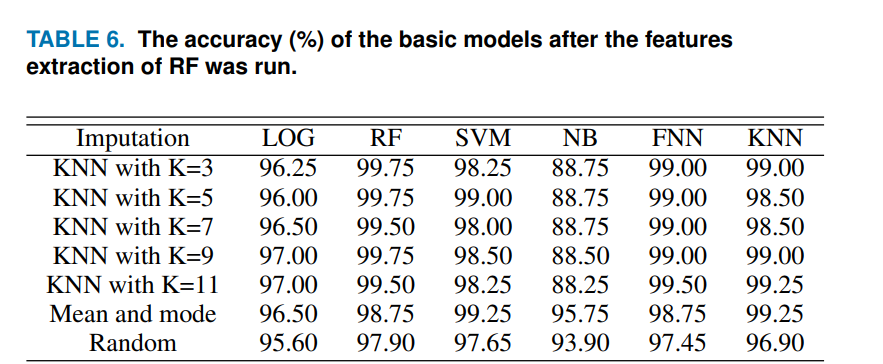 TABLE 6. The accuracy (%) of the basic models after the features
extraction of RF was run.
Imputation LOG RF SVM NB FNN KNN
KNN with K=3 96.25 99.75 98.25 88.75 99.00 99.00
KNN with K=5 96.00 99.75 99.00 88.75 99.00 98.50
KNN with K=7 96.50 99.50 98.00 88.75 99.00 98.50
KNN with K=9 97.00 99.75 98.50 88.50 99.00 99.00
KNN with K=11 97.00 99.50 98.25 88.25 99.50 99.25
Mean and mode 96.50 98.75 99.25 95.75 98.75 99.25
Random 95.60 97.90 97.65 93.90 97.45 96.90